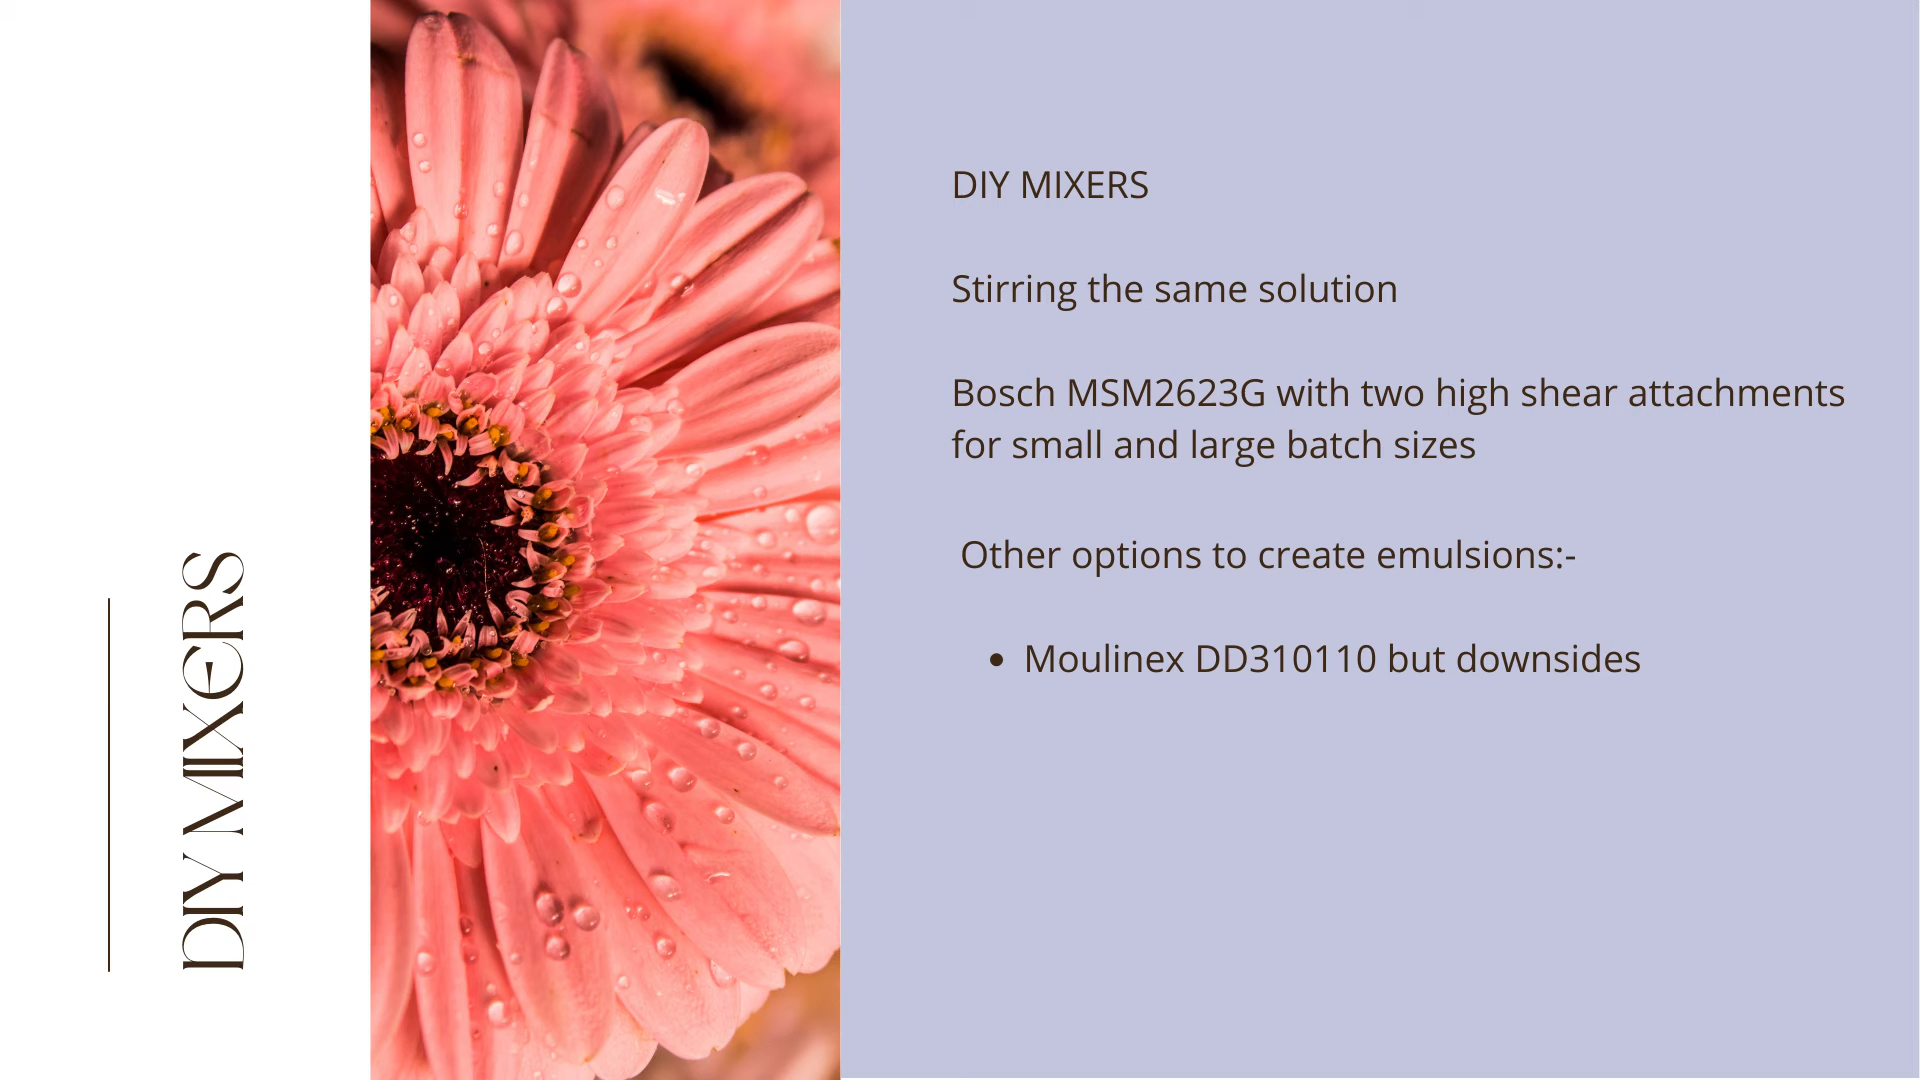 DIY MIXERS
DIY MIXERS
Stirring the same solution
Bosch MSM2623G with two high shear attachments
for small and large batch sizes
Other options to create emulsions:-
• Moulinex DD310110 but downsides